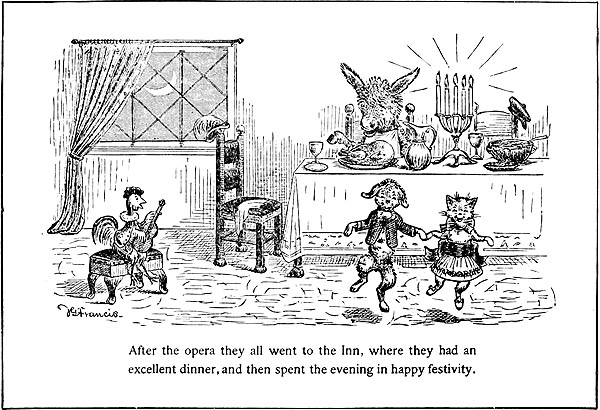 J.G. Francis
After the opera they all went to the Inn, where they had an
excellent dinner, and then spent the evening in happy festivity.